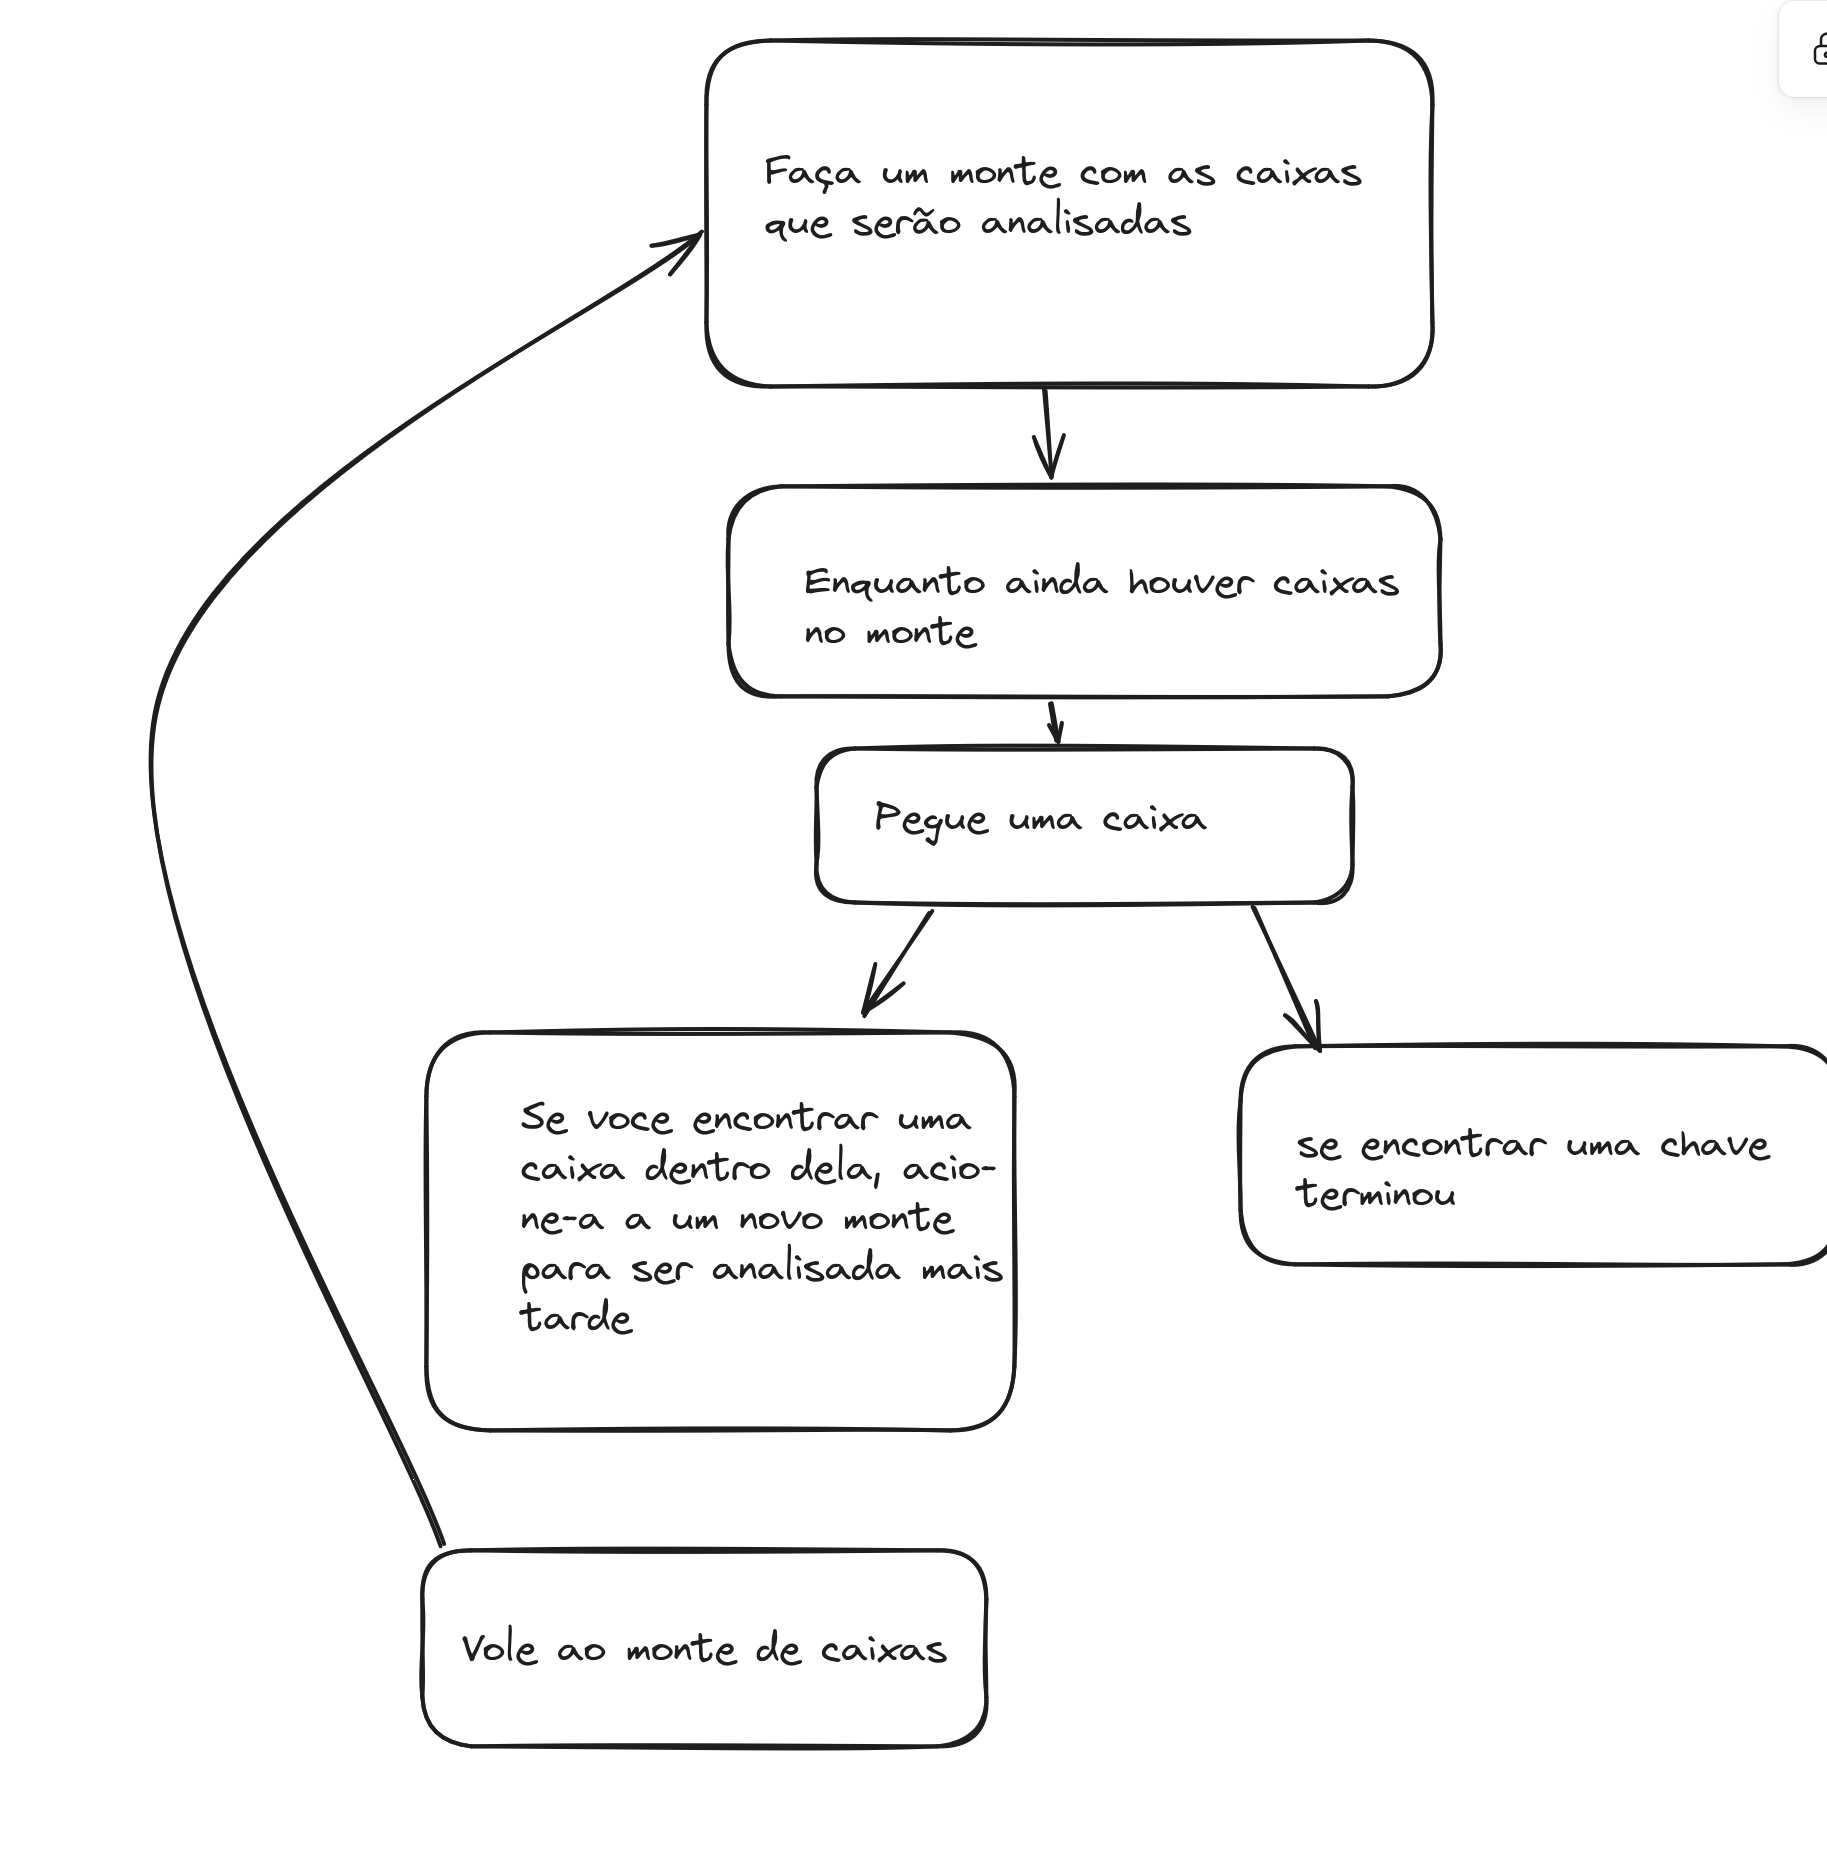 Faça um monte com as caixas
que serão analisadas
Enquanto ainda houver caixas
no monte
Pegue uma caixa
Se voce encontrar uma
caixa dentro dela, acio-
ne-a a um novo monte
para ser analisada mais
tarde
se encontrar uma chave
terminou
Vole ao monte de caixas